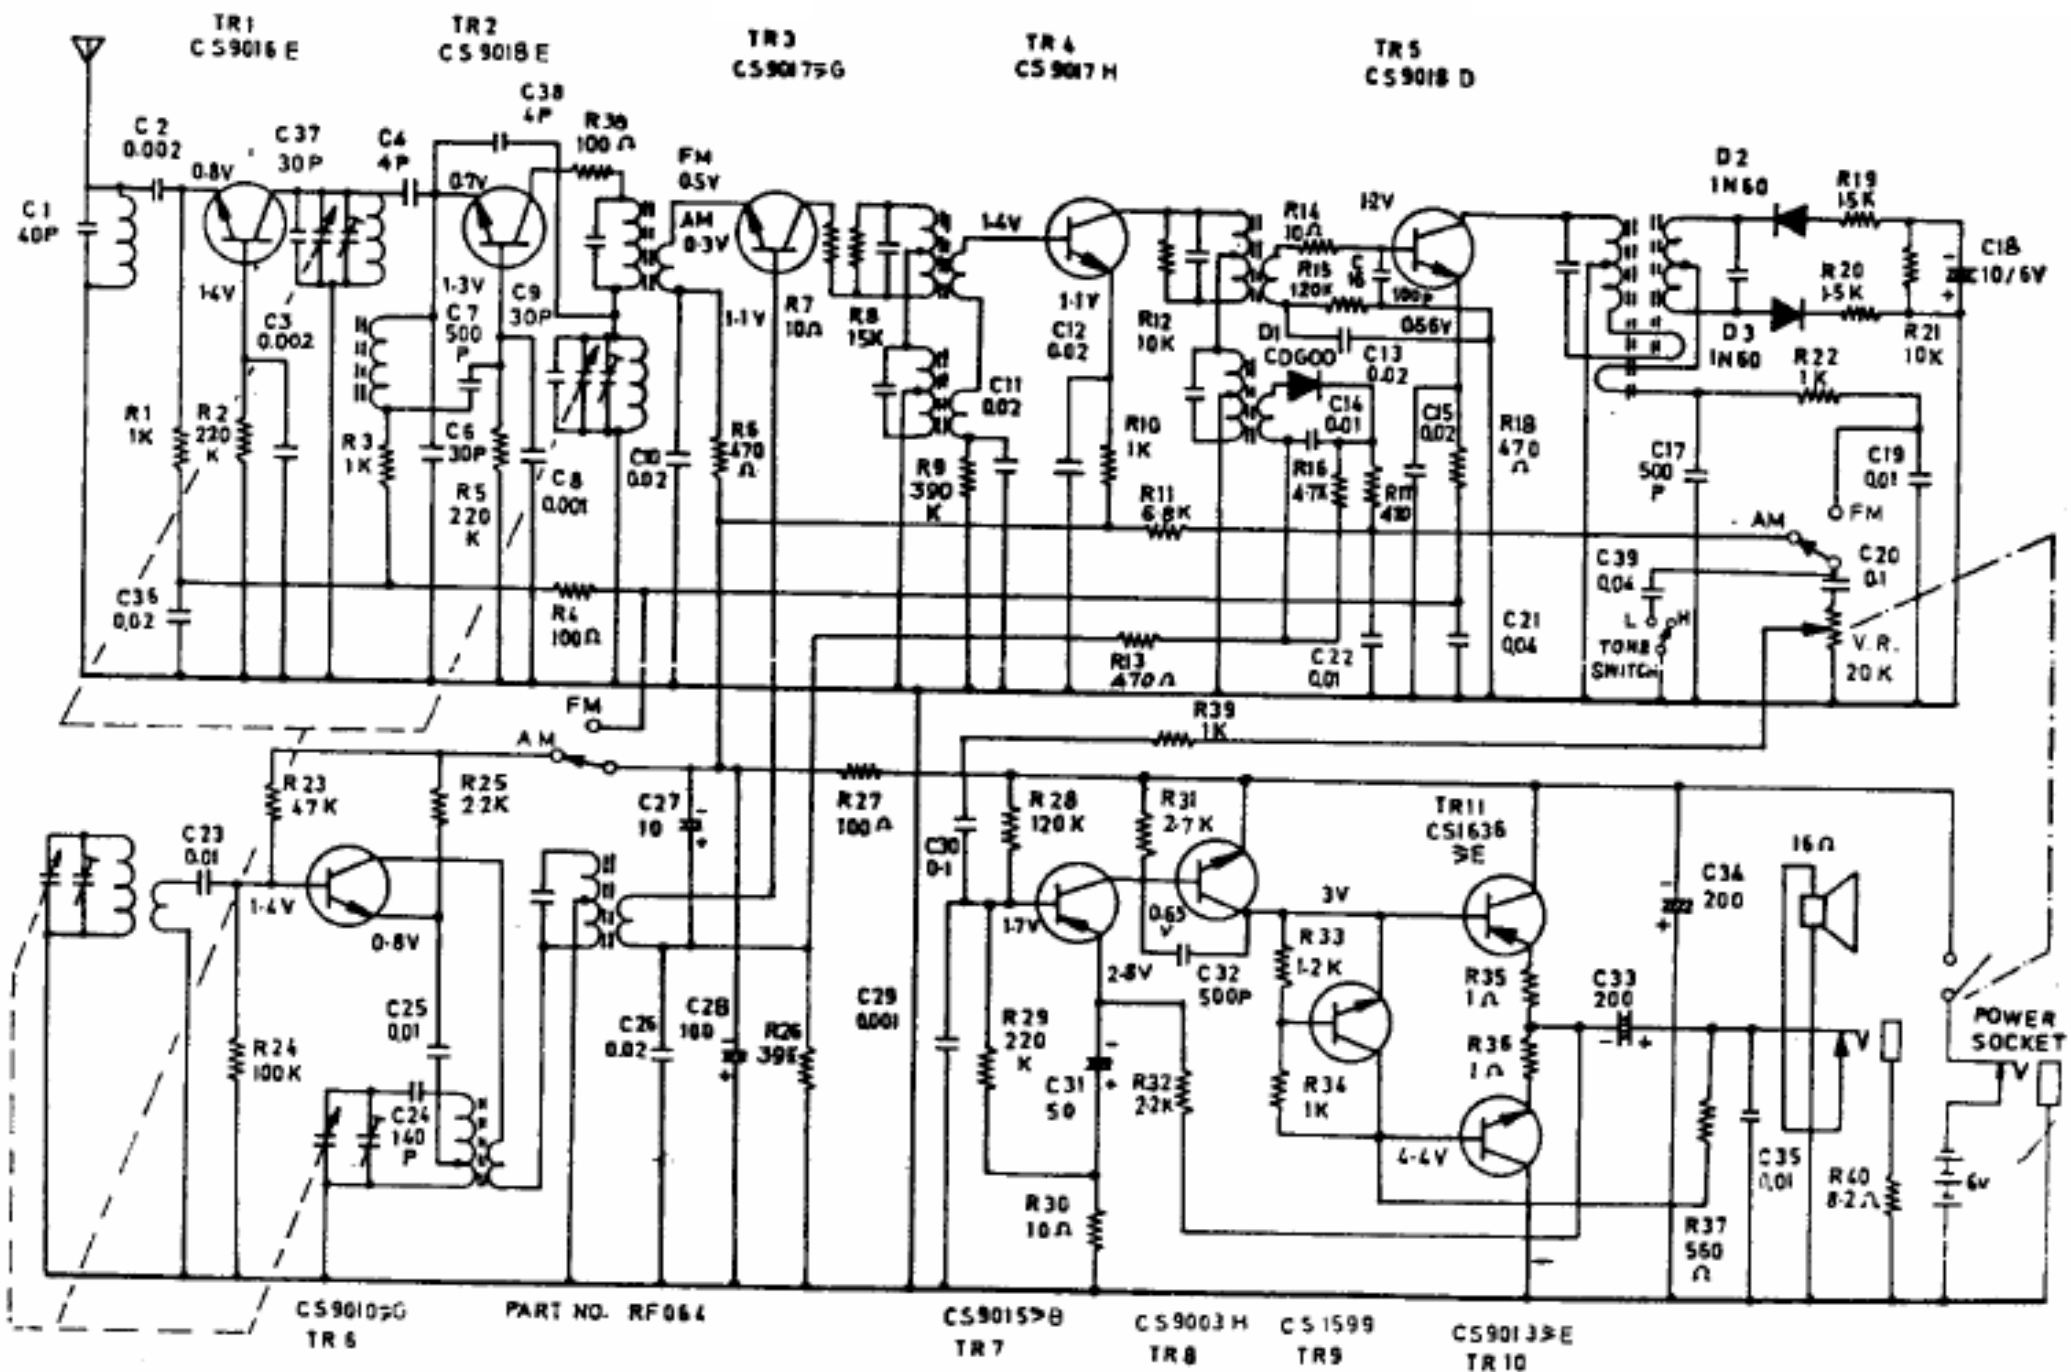 TR1
CS9016 E
TR2
CS9018 E
TR3
CS9017>G
TR4
CS9017 H
TR5
CS9018 D
C1
40P
C2
0.002
0.8V
C37
30P
C4
4P
0.7V
C38
4P
R38
100Ω
FM
0.5V
AM
0.3V
1.4V
1.2V
D2
1N60
R19
1.5K
C18
10/6V
1.4V
C3
0.002
1.3V
C7
500
P
C9
30P
1.1V
R7
10Ω
R8
15K
1.1V
C12
0.02
R12
10K
R14
10Ω
R15
120K
C
16
100P
0.56V
D1
CDG00
C13
0.02
R20
1.5K
D3
1N60
R22
1K
R21
10K
R1
1K
R2
220
K
R3
1K
C6
30P
R5
220
K
C8
0.001
C10
0.02
R6
470
Ω
R9
390
K
C11
0.02
R10
1K
R11
6.8K
C14
0.01
R16
4.7K
R17
470
C15
0.02
R18
470
Ω
C17
500
P
C19
0.01
FM
AM
C20
0.1
C36
0.02
R4
100Ω
R13
470Ω
C22
0.01
C21
0.04
C39
0.04
L
H
TONE
SWITCH
V.R.
20K
FM
AM
R39
1K
R23
47K
R25
2.2K
C27
10
R27
100Ω
R28
120K
R31
2.7K
TR11
CS1636
C23
0.01
1.4V
0.8V
C30
0.1
1.7V
0.65
V
3V
16Ω
C34
200
2.8V
C32
500P
R33
1.2K
R35
1Ω
C33
200
R24
100K
C25
0.01
C24
140
P
C26
0.02
C28
100
R26
C29
0.001
R29
220
K
C31
50
R32
2.2K
R34
1K
R36
1Ω
4.4V
POWER
SOCKET
6V
R30
10Ω
R37
560
Ω
C35
0.01
R40
8.2Ω
TR6
PART NO. RF064
CS9015>B
TR7
CS9003H
TR8
CS1599
TR9
TR10